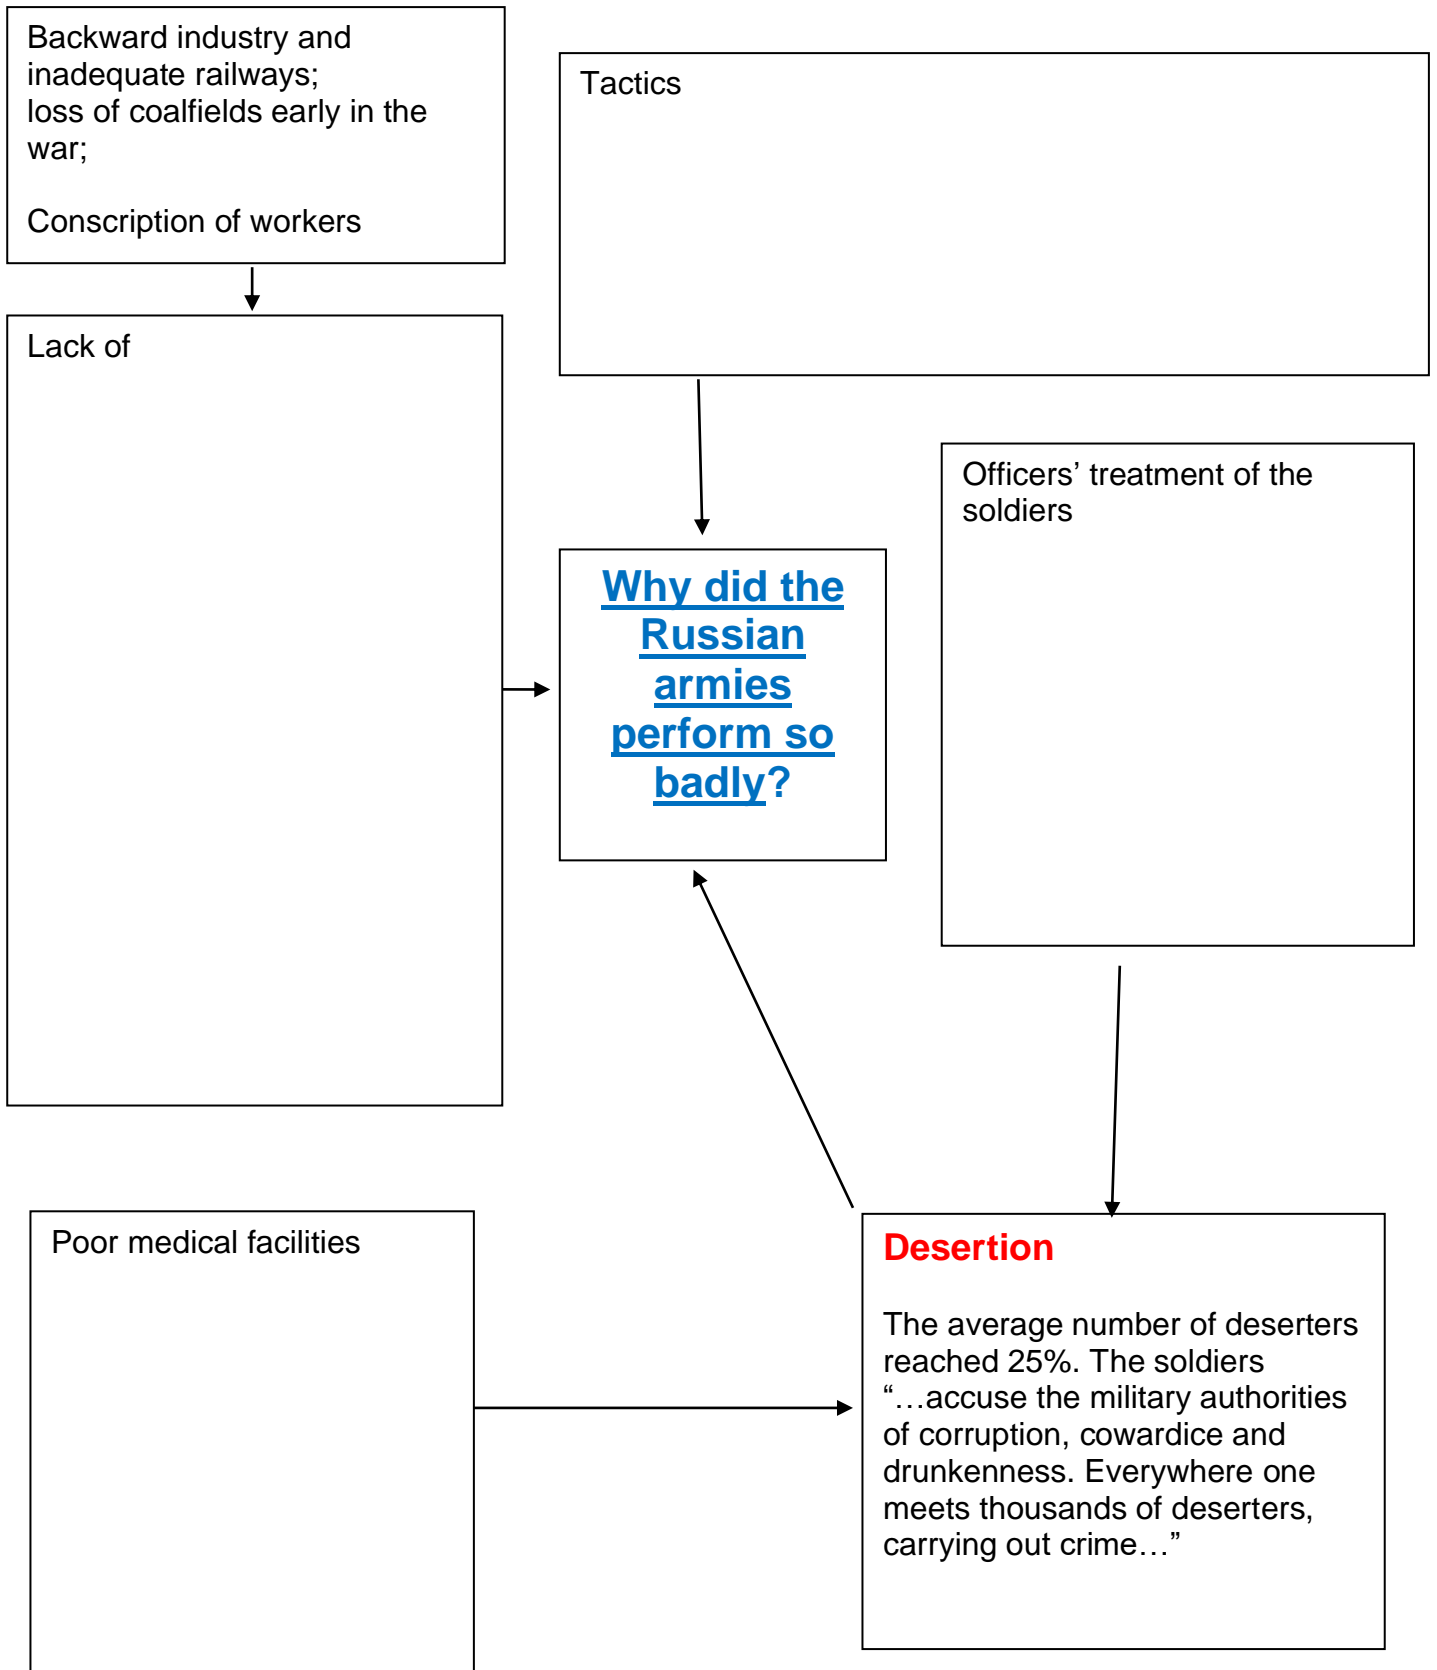 Backward industry and
inadequate railways;
loss of coalfields early in the
war;
Conscription of workers
Tactics
Lack of
Officers’ treatment of the
soldiers
Why did the
Russian
armies
perform so
badly?
Poor medical facilities
Desertion
The average number of deserters
reached 25%. The soldiers
“…accuse the military authorities
of corruption, cowardice and
drunkenness. Everywhere one
meets thousands of deserters,
carrying out crime…”